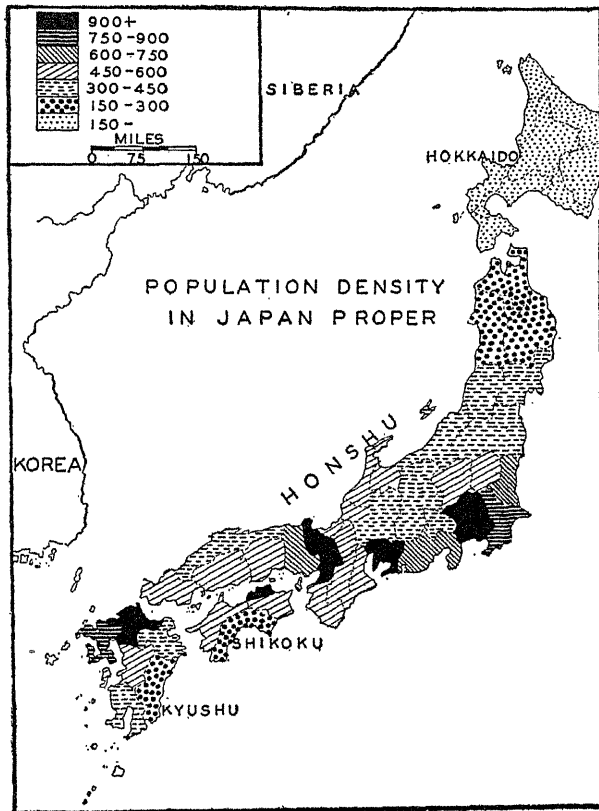 900+
750-900
600-750
450-600
300-450
150-300
150-
MILES
0 75 150
SIBERIA
HOKKAIDO
POPULATION DENSITY
IN JAPAN PROPER
HONSHU
KOREA
SHIKOKU
KYUSHU